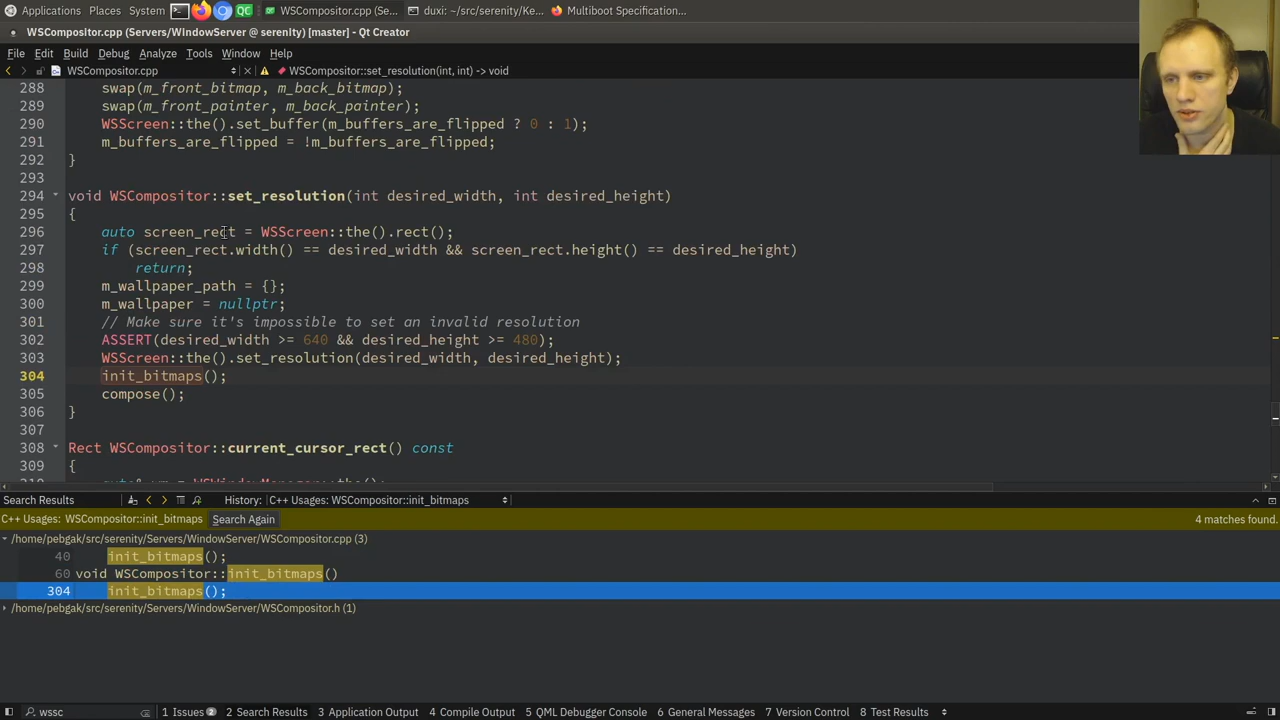 Applications Places System WSCompositor.cpp (Se... duxi: ~/src/serenity/Ke... Multiboot Specification...
WSCompositor.cpp (Servers/WindowServer @ serenity) [master] - Qt Creator
File Edit Build Debug Analyze Tools Window Help
WSCompositor.cpp WSCompositor::set_resolution(int, int) -> void
288 swap(m_front_bitmap, m_back_bitmap);
289 swap(m_front_painter, m_back_painter);
290 WSScreen::the().set_buffer(m_buffers_are_flipped ? 0 : 1);
291 m_buffers_are_flipped = !m_buffers_are_flipped;
292 }
293
294 void WSCompositor::set_resolution(int desired_width, int desired_height)
295 {
296 auto screen_rect = WSScreen::the().rect();
297 if (screen_rect.width() == desired_width && screen_rect.height() == desired_height)
298 return;
299 m_wallpaper_path = {};
300 m_wallpaper = nullptr;
301 // Make sure it's impossible to set an invalid resolution
302 ASSERT(desired_width >= 640 && desired_height >= 480);
303 WSScreen::the().set_resolution(desired_width, desired_height);
304 init_bitmaps();
305 compose();
306 }
307
308 Rect WSCompositor::current_cursor_rect() const
309 {
Search Results History: C++ Usages: WSCompositor::init_bitmaps
C++ Usages: WSCompositor::init_bitmaps Search Again 4 matches found.
/home/pebgak/src/serenity/Servers/WindowServer/WSCompositor.cpp (3)
40 init_bitmaps();
60 void WSCompositor::init_bitmaps()
304 init_bitmaps();
/home/pebgak/src/serenity/Servers/WindowServer/WSCompositor.h (1)
wssc 1 Issues 2 2 Search Results 3 Application Output 4 Compile Output 5 QML Debugger Console 6 General Messages 7 Version Control 8 Test Results